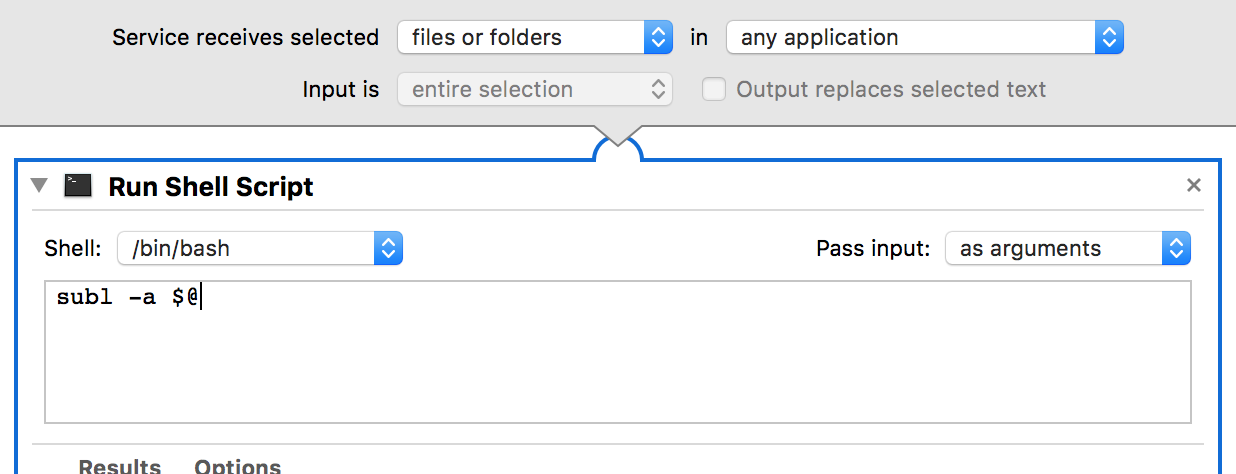 Service receives selected files or folders in any application
Input is entire selection Output replaces selected text
Run Shell Script
Shell: /bin/bash Pass input: as arguments
subl -a $@
Results Options